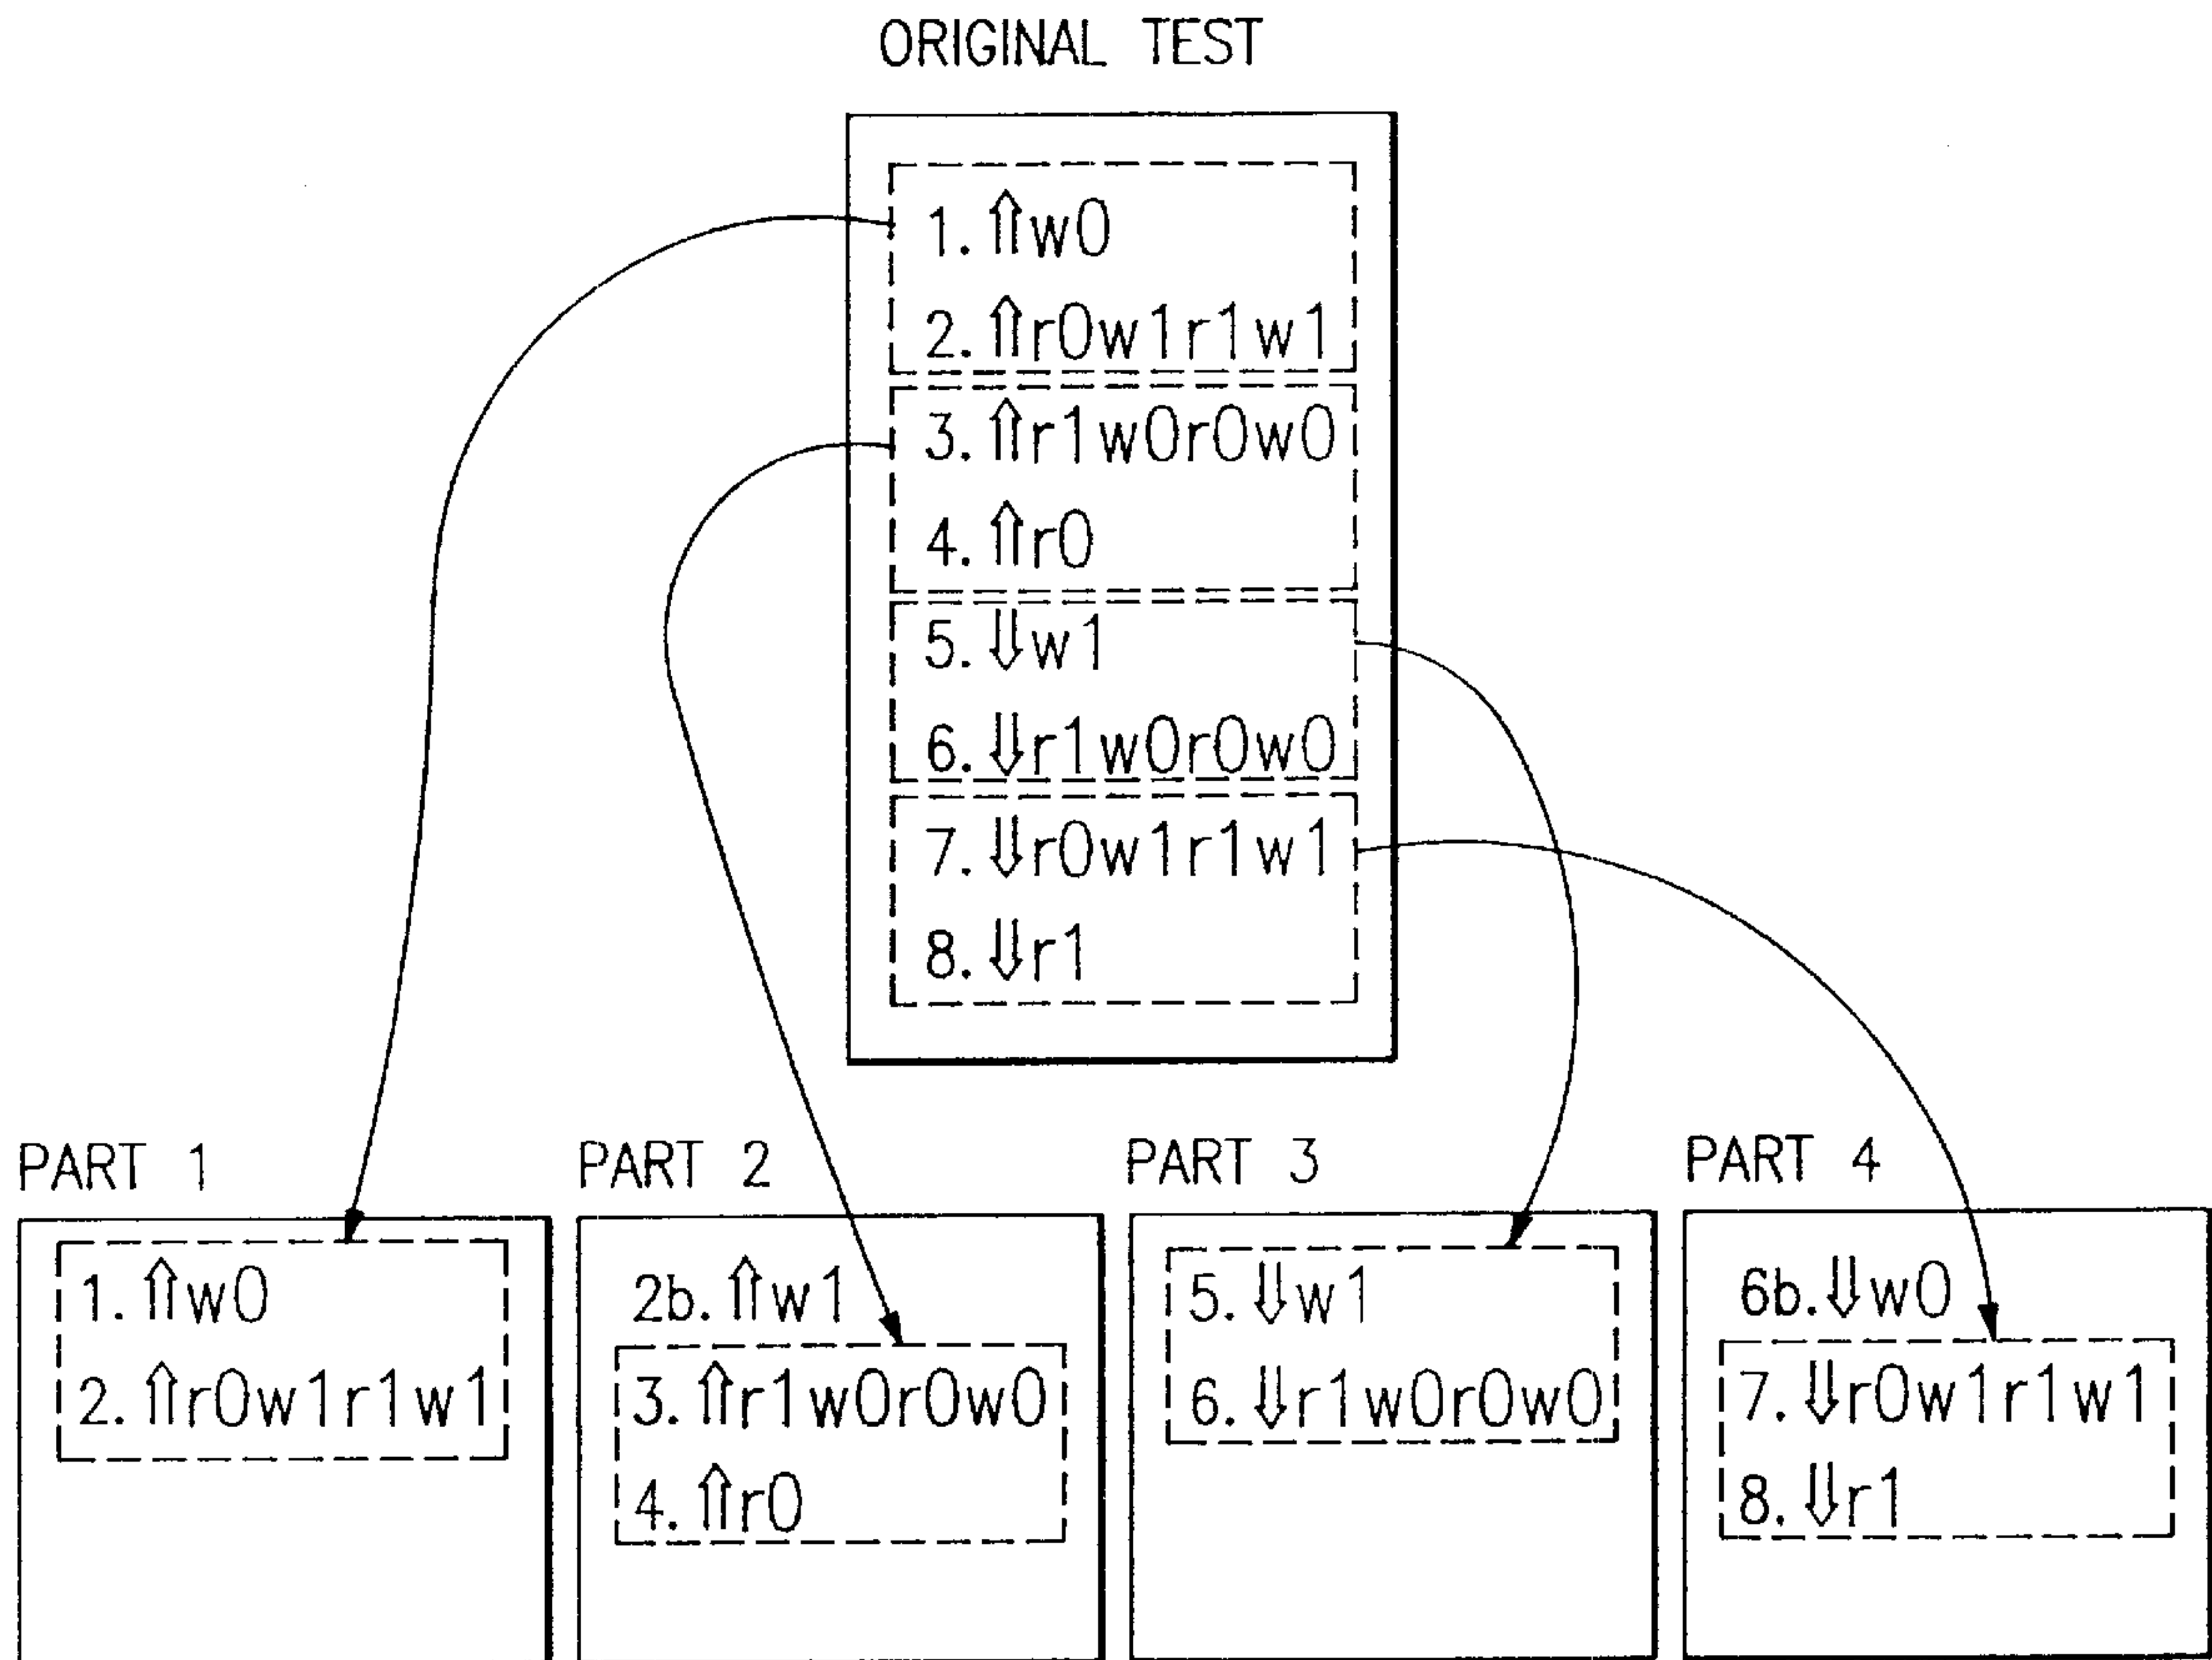 ORIGINAL TEST
1. ⇑w0
2. ⇑r0w1r1w1
3. ⇑r1w0r0w0
4. ⇑r0
5. ⇓w1
6. ⇓r1w0r0w0
7. ⇓r0w1r1w1
8. ⇓r1
PART 1
1. ⇑w0
2. ⇑r0w1r1w1
PART 2
2b. ⇑w1
3. ⇑r1w0r0w0
4. ⇑r0
PART 3
5. ⇓w1
6. ⇓r1w0r0w0
PART 4
6b. ⇓w0
7. ⇓r0w1r1w1
8. ⇓r1